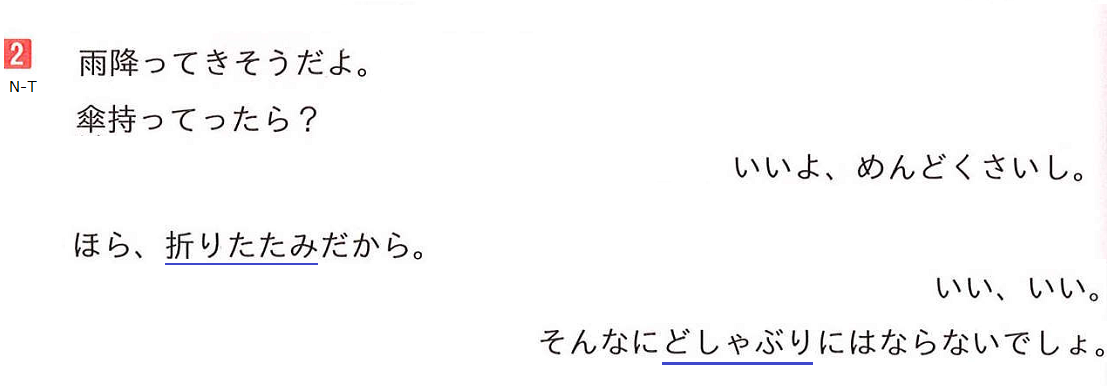 2
N-T
雨降ってきそうだよ。
傘持ってったら？
いいよ、めんどくさいし。
ほら、折りたたみだから。
いい、いい。
そんなにどしゃぶりにはならないでしょ。